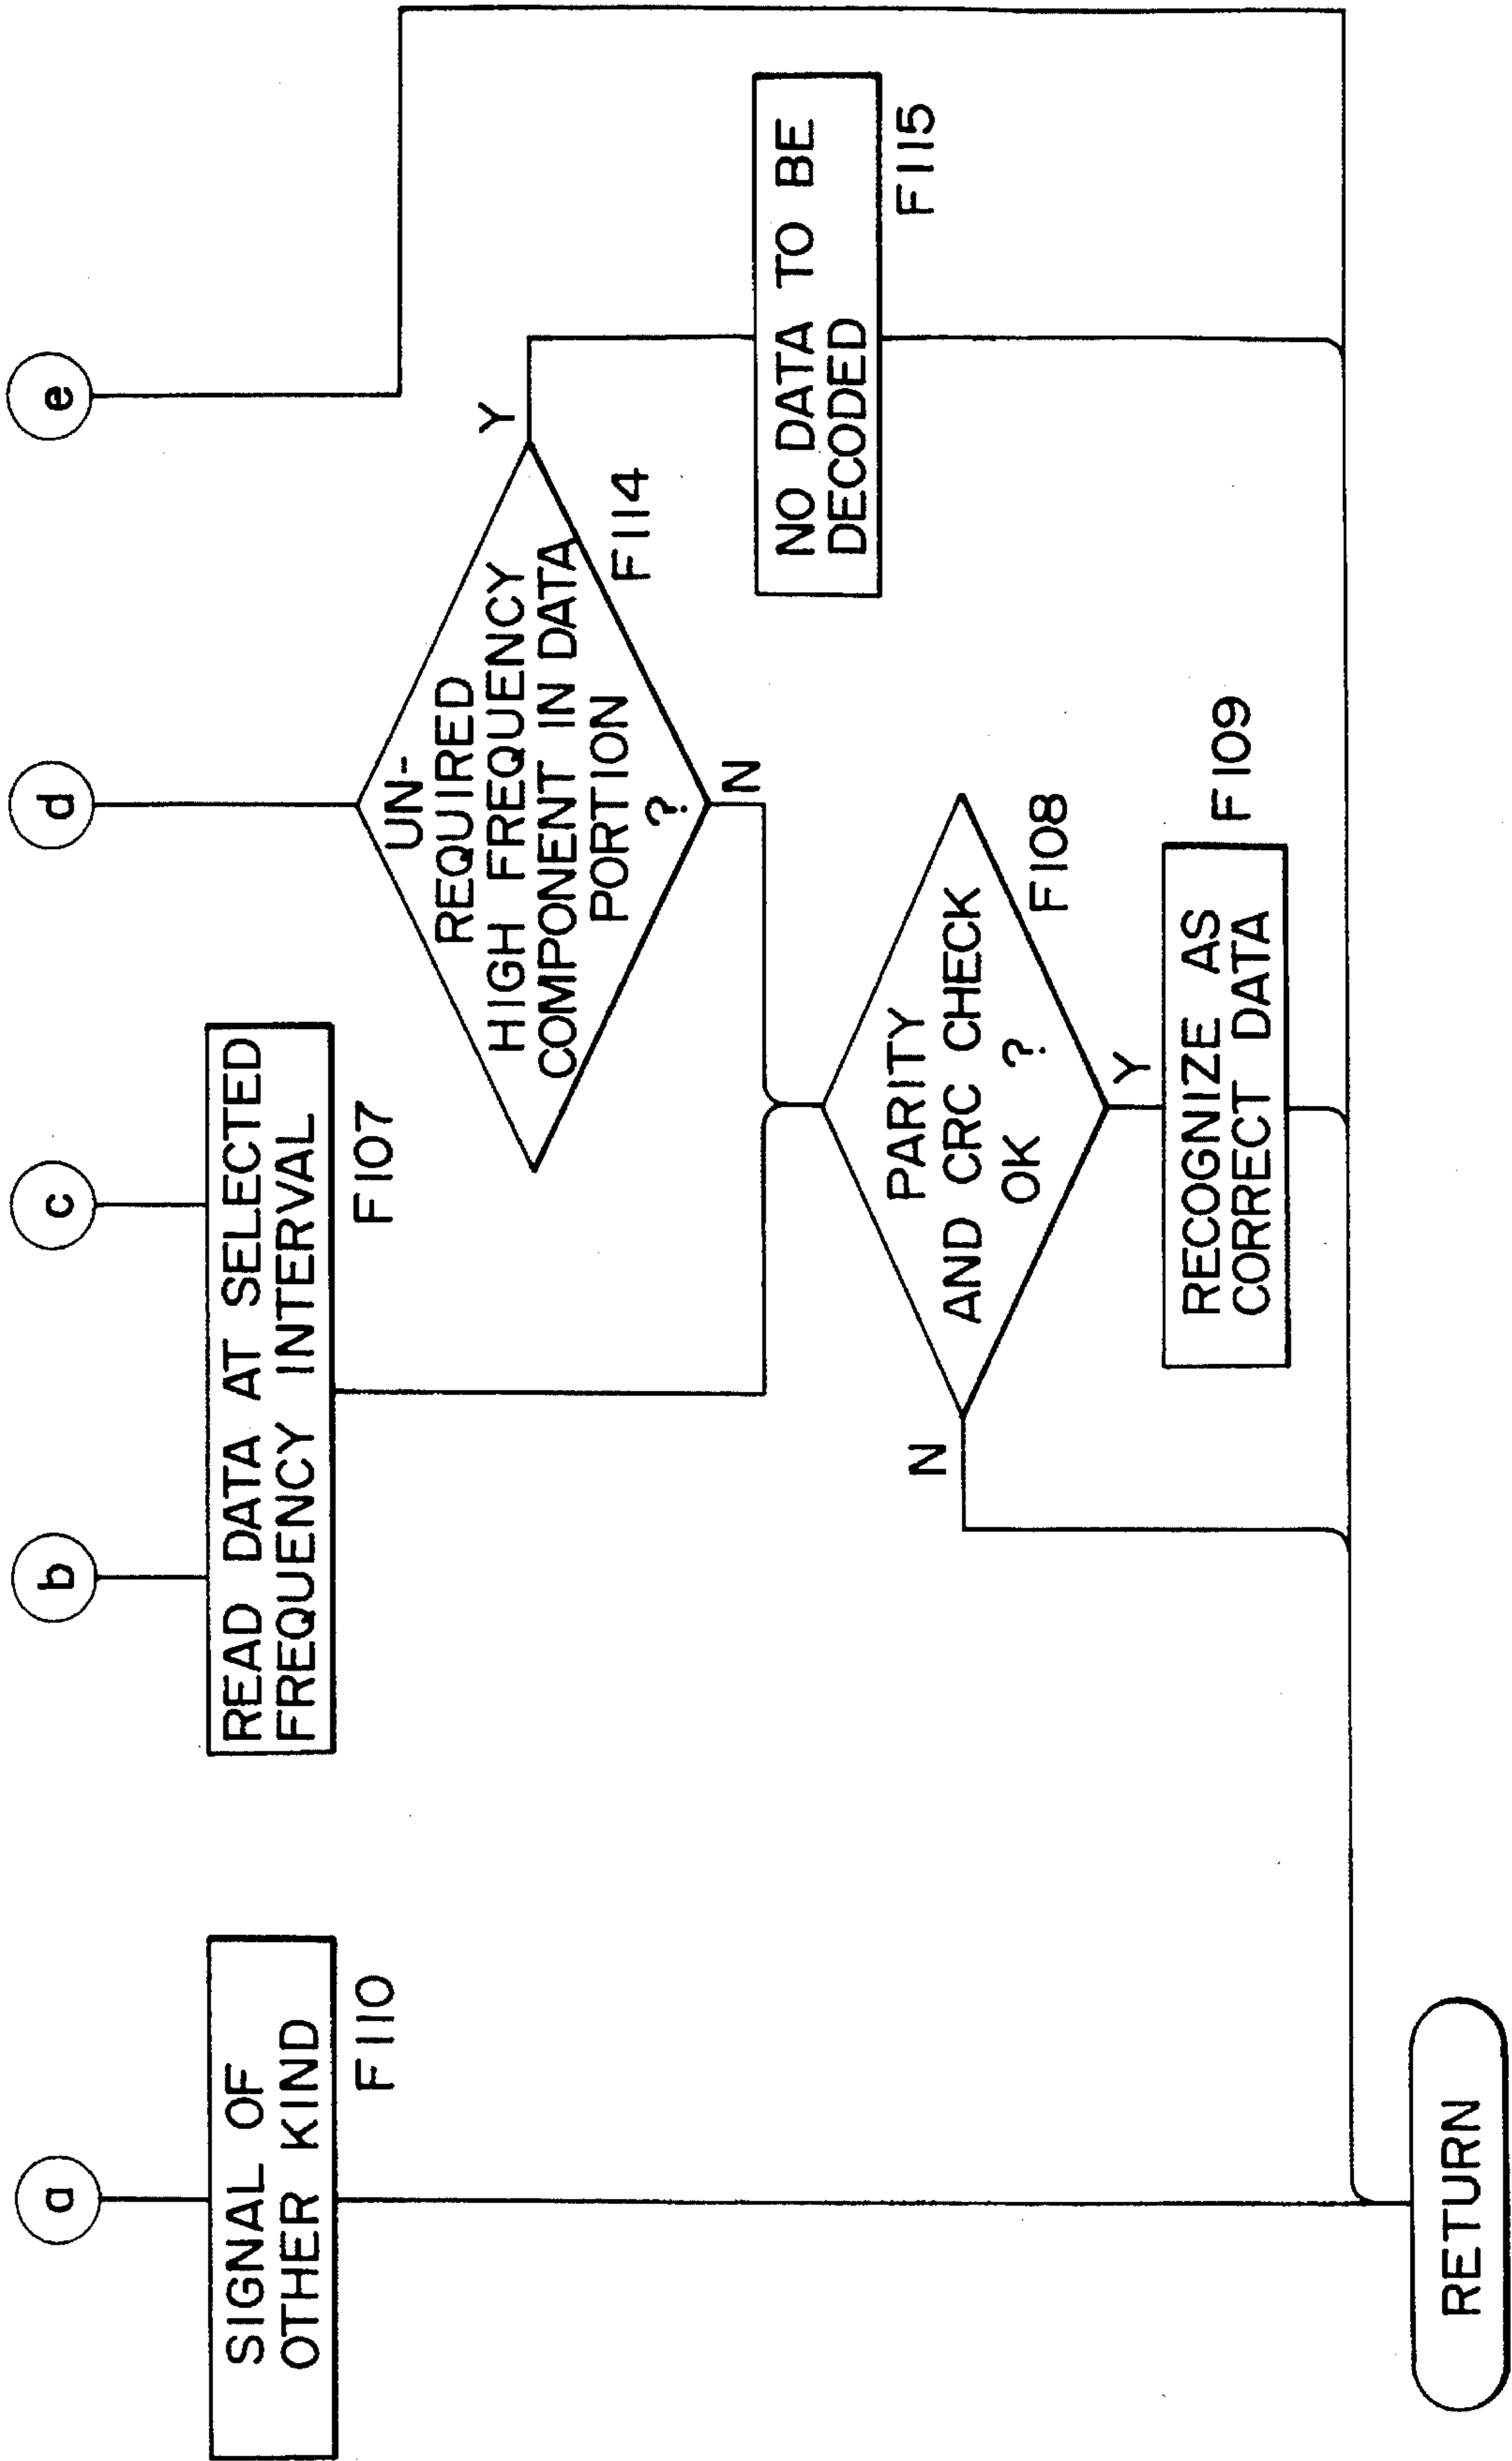 a
b
c
d
e
SIGNAL OF
OTHER KIND
F110
READ DATA AT SELECTED
FREQUENCY INTERVAL
F107
UN-
REQUIRED
HIGH FREQUENCY
COMPONENT IN DATA
PORTION
?
Y
F114
N
NO DATA TO BE
DECODED
F115
PARITY
AND CRC CHECK
OK ?
N
F108
Y
RECOGNIZE AS
CORRECT DATA
F109
RETURN